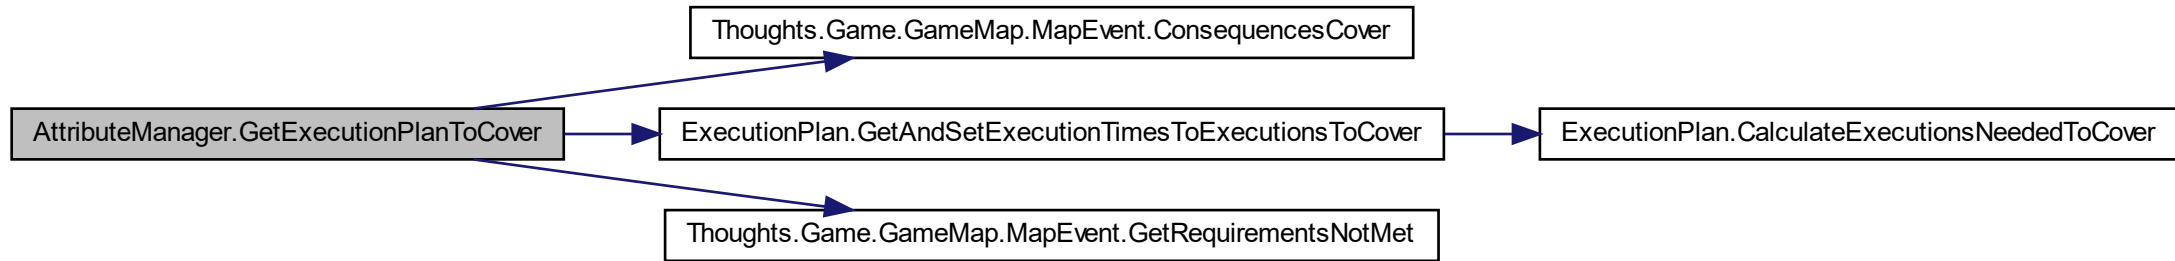 Thoughts.Game.GameMap.MapEvent.ConsequencesCover
AttributeManager.GetExecutionPlanToCover
ExecutionPlan.GetAndSetExecutionTimesToExecutionsToCover
ExecutionPlan.CalculateExecutionsNeededToCover
Thoughts.Game.GameMap.MapEvent.GetRequirementsNotMet